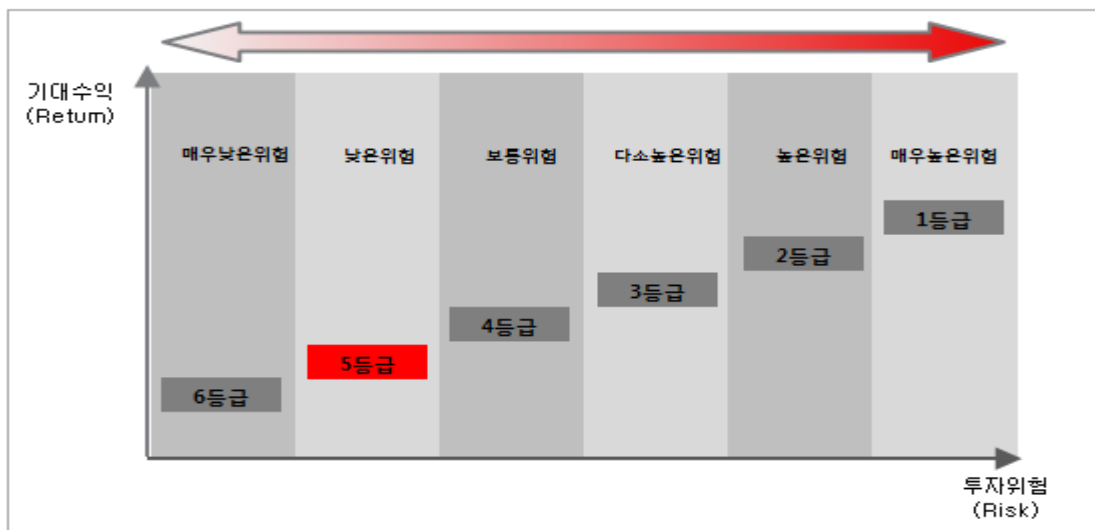 기대수익
(Return)
매우낮은위험
낮은위험
보통위험
다소높은위험
높은위험
매우높은위험
1등급
2등급
3등급
4등급
5등급
6등급
투자위험
(Risk)